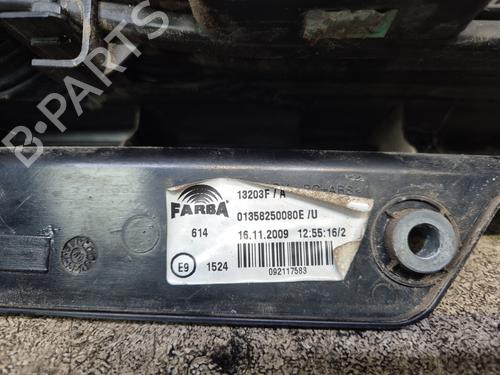 B-PARTS
FARBA
13203F / A
01358250080E /U
614
16.11.2009 12:55:16/2
E9
1524
092117583